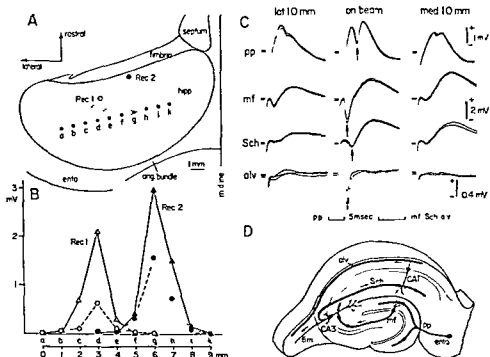 A
rostral
lateral
septum
fimbria
Rec 2
Rec 1
hipp
a b c d e f g h i k
1mm
ento
ang bundle
midline
B
3
mV
2
1
Rec 1
Rec 2
a b c d e f g h i k
0 1 2 3 4 5 6 7 8 9 mm
C
lat 10 mm
on beam
med 10 mm
pp
+
1 mV
-
mf
+
2 mV
-
Sch
alv
+
0.4 mV
-
pp
5msec
mf Sch alv
D
alv
Sch
CA1
CA3
mf
pp
ento